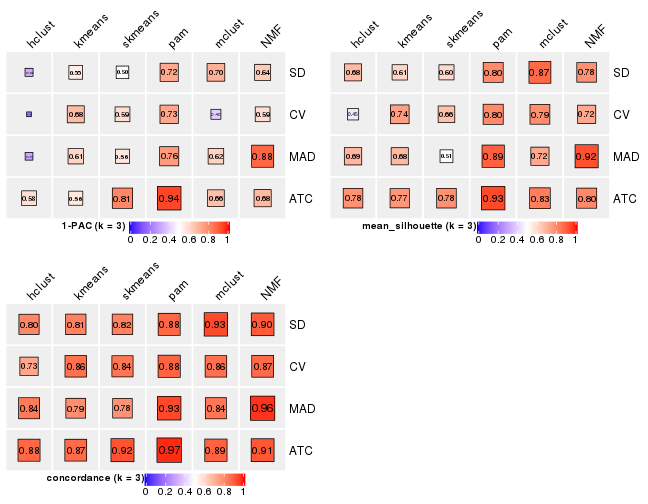 hclust kmeans skmeans pam mclust NMF
0.55 0.50 0.72 0.70 0.64 SD
0.68 0.59 0.73 0.59 CV
0.61 0.56 0.76 0.62 0.88 MAD
0.58 0.56 0.81 0.94 0.66 0.68 ATC
1-PAC (k = 3)
0 0.2 0.4 0.6 0.8 1
hclust kmeans skmeans pam mclust NMF
0.68 0.61 0.60 0.80 0.87 0.78 SD
0.45 0.74 0.66 0.80 0.79 0.72 CV
0.69 0.68 0.51 0.89 0.72 0.92 MAD
0.78 0.77 0.78 0.93 0.83 0.80 ATC
mean_silhouette (k = 3)
0 0.2 0.4 0.6 0.8 1
hclust kmeans skmeans pam mclust NMF
0.80 0.81 0.82 0.88 0.93 0.90 SD
0.73 0.86 0.84 0.88 0.86 0.87 CV
0.84 0.79 0.78 0.93 0.84 0.96 MAD
0.88 0.87 0.92 0.97 0.89 0.91 ATC
concordance (k = 3)
0 0.2 0.4 0.6 0.8 1